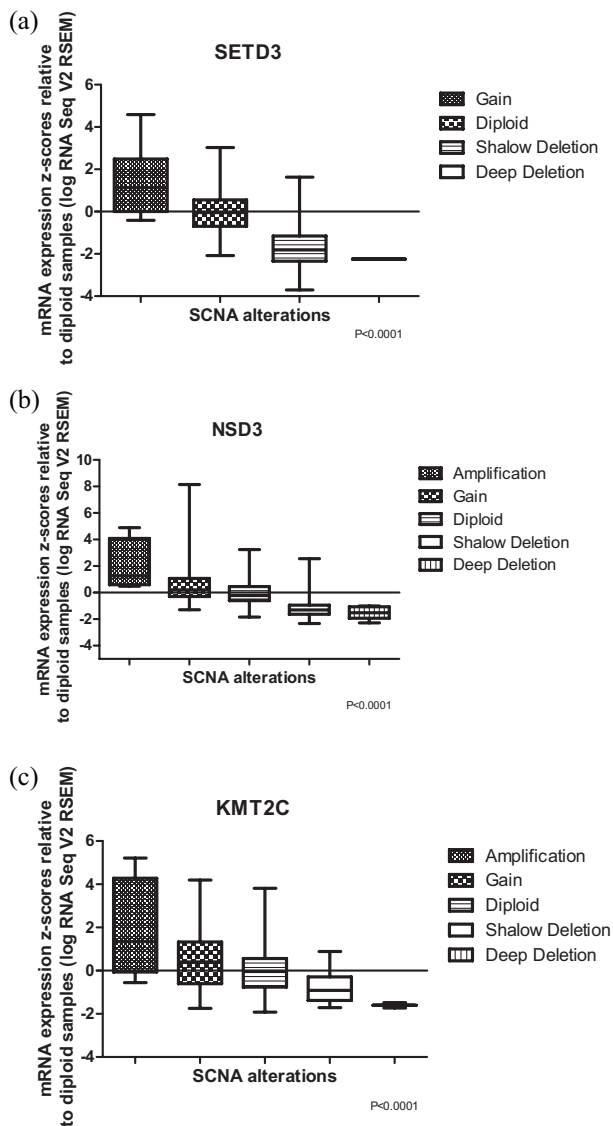 (a)
SETD3
mRNA expression z-scores relative
to diploid samples (log RNA Seq V2 RSEM)
6
4
2
0
-2
-4
Gain
Diploid
Shalow Deletion
Deep Deletion
SCNA alterations
P<0.0001
(b)
NSD3
mRNA expression z-scores relative
to diploid samples (log RNA Seq V2 RSEM)
10
8
6
4
2
0
-2
-4
Amplification
Gain
Diploid
Shalow Deletion
Deep Deletion
SCNA alterations
P<0.0001
(c)
KMT2C
mRNA expression z-scores relative
to diploid samples (log RNA Seq V2 RSEM)
6
4
2
0
-2
-4
Amplification
Gain
Diploid
Shalow Deletion
Deep Deletion
SCNA alterations
P<0.0001